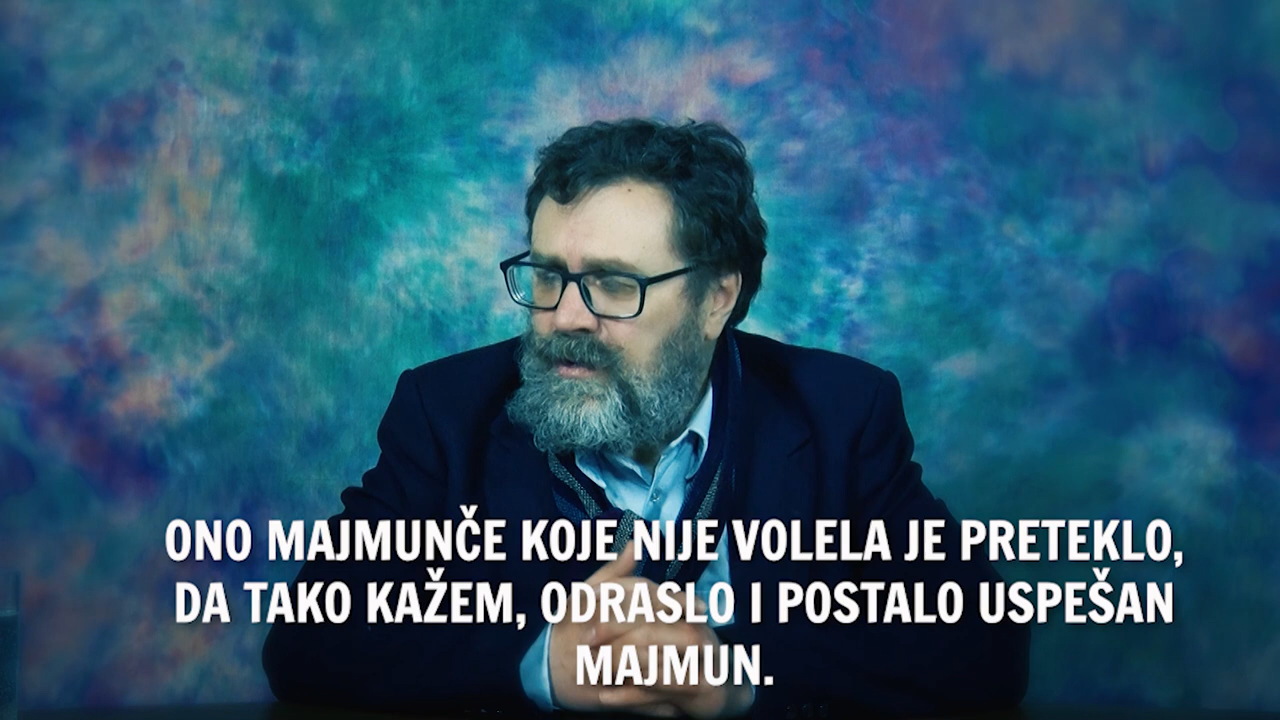 ONO MAJMUNČE KOJE NIJE VOLELA JE PRETEKLO,
DA TAKO KAŽEM, ODRASLO I POSTALO USPEŠAN
MAJMUN.